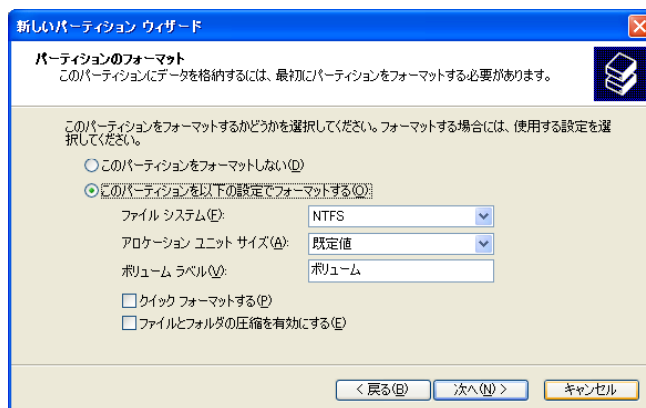 新しいパーティション ウィザード
パーティションのフォーマット
このパーティションにデータを格納するには、最初にパーティションをフォーマットする必要があります。
このパーティションをフォーマットするかどうかを選択してください。フォーマットする場合には、使用する設定を選
択してください。
このパーティションをフォーマットしない(D)
このパーティションを以下の設定でフォーマットする(O):
ファイル システム(F): NTFS
アロケーション ユニット サイズ(A): 既定値
ボリューム ラベル(V): ボリューム
クイック フォーマットする(P)
ファイルとフォルダの圧縮を有効にする(E)
< 戻る(B) 次へ(N) > キャンセル